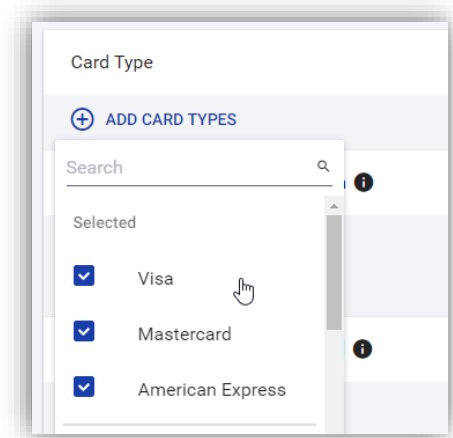 Card Type
ADD CARD TYPES
Search
Selected
Visa
Mastercard
American Express